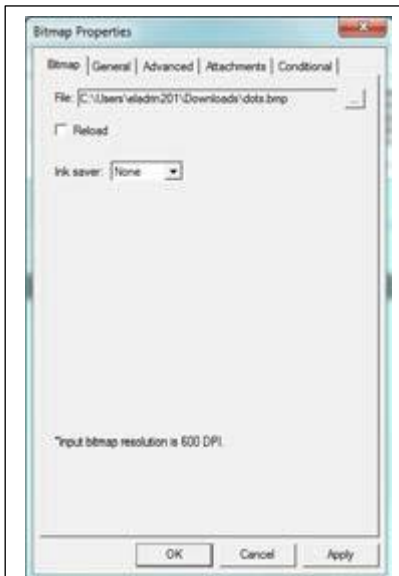 Bitmap Properties
Bitmap General Advanced Attachments Conditional
File: C:\Users\eladm201\Downloads\dots.bmp ...
Reload
Ink saver: None
*Input bitmap resolution is 600 DPI.
OK Cancel Apply